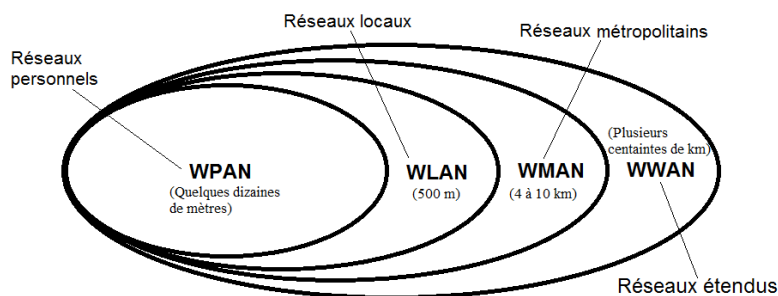 Réseaux locaux
Réseaux métropolitains
Réseaux
personnels
(Plusieurs
centaintes de km)
WPAN
WLAN
WMAN
WWAN
(Quelques dizaines
de mètres)
(500 m)
(4 à 10 km)
Réseaux étendus